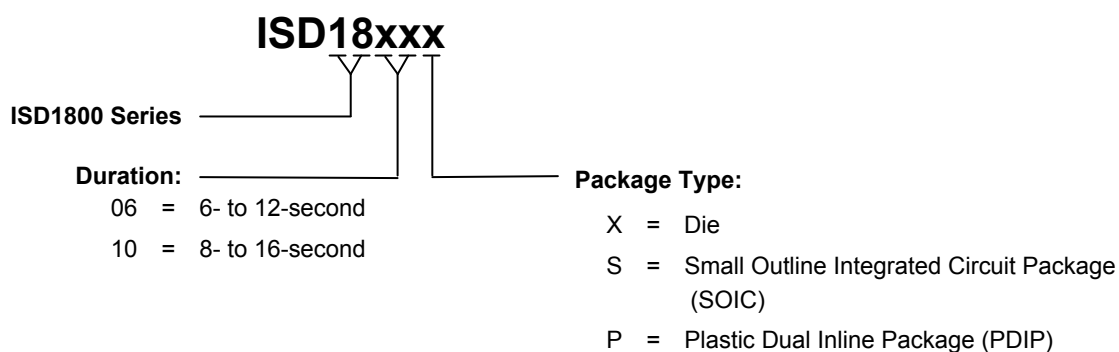 ISD18xxx
ISD1800 Series
Duration:
06 = 6- to 12-second
10 = 8- to 16-second
Package Type:
X = Die
S = Small Outline Integrated Circuit Package
(SOIC)
P = Plastic Dual Inline Package (PDIP)